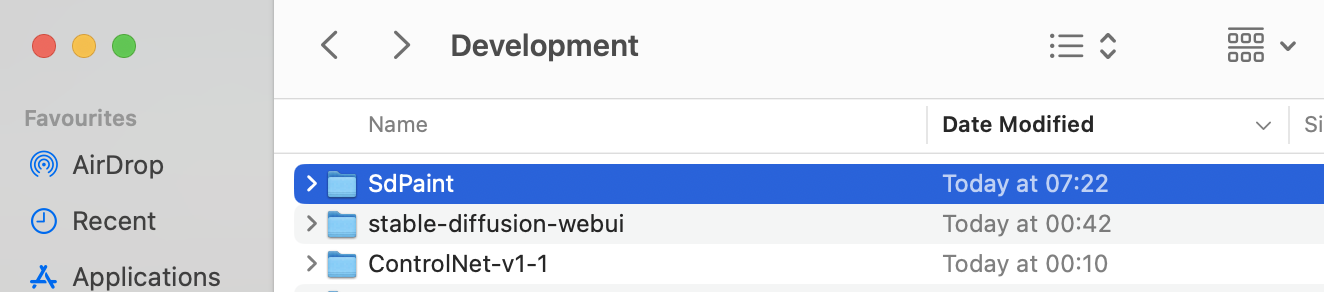 Development
Favourites
Name Date Modified Si
AirDrop
SdPaint Today at 07:22
Recent
stable-diffusion-webui Today at 00:42
ControlNet-v1-1 Today at 00:10
Applications